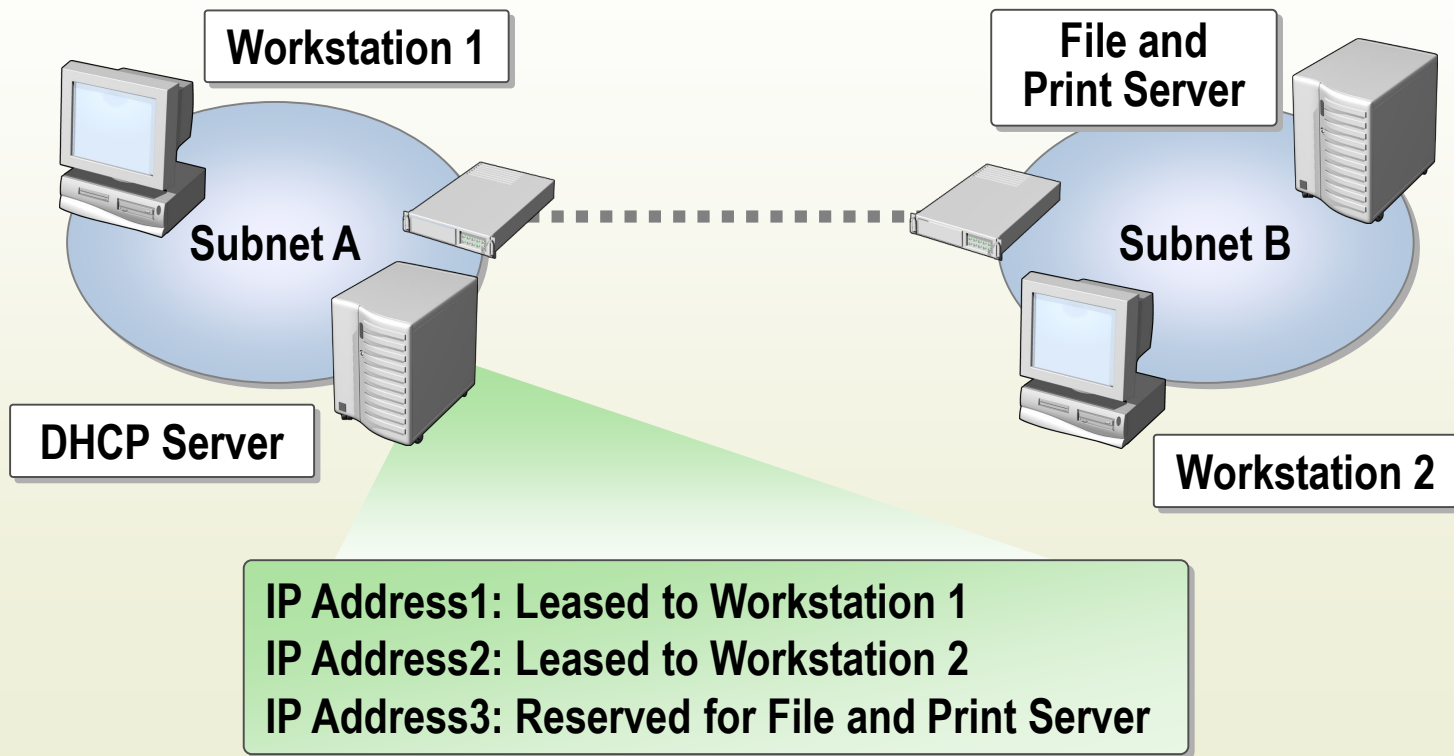 Workstation 1
File and
Print Server
Subnet A
Subnet B
DHCP Server
Workstation 2
IP Address1: Leased to Workstation 1
IP Address2: Leased to Workstation 2
IP Address3: Reserved for File and Print Server